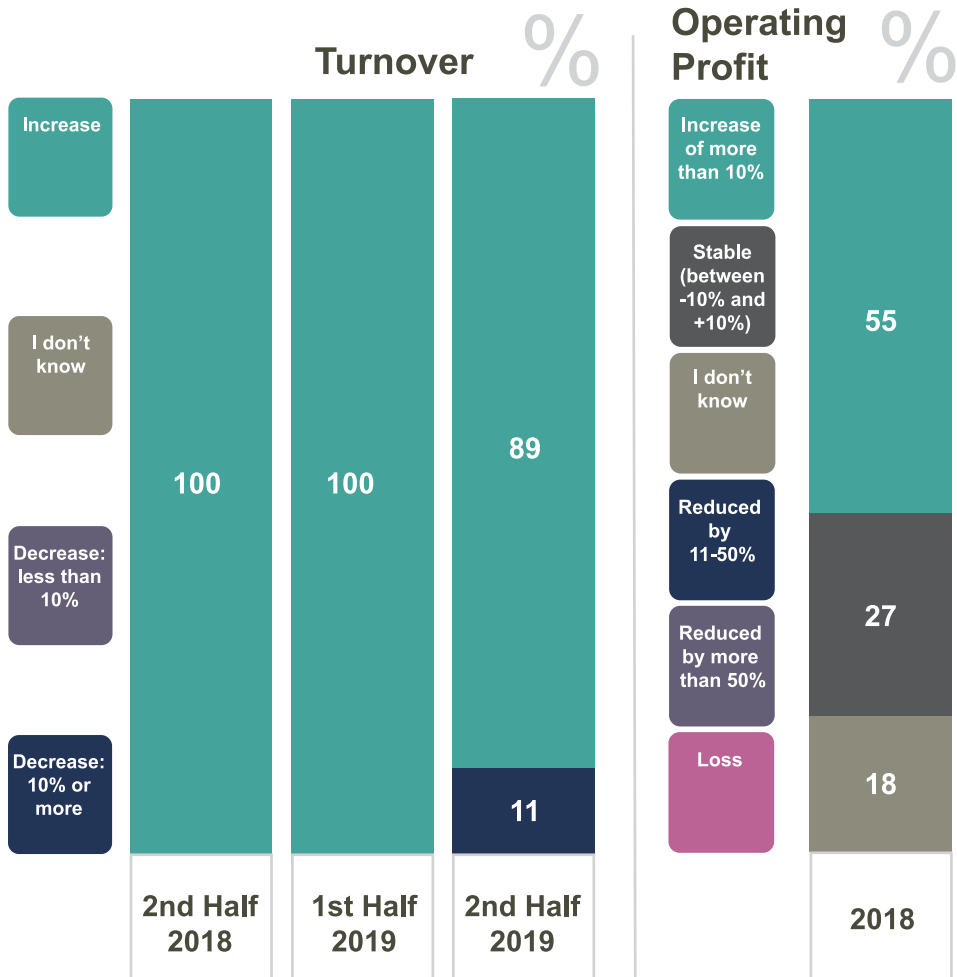 Turnover %
Increase
I don't
know
Decrease:
less than
10%
Decrease:
10% or
more
100
100
89
11
2nd Half
2018
1st Half
2019
2nd Half
2019
Operating
Profit %
Increase
of more
than 10%
Stable
(between
-10% and
+10%)
I don't
know
Reduced
by
11-50%
Reduced
by more
than 50%
Loss
55
27
18
2018